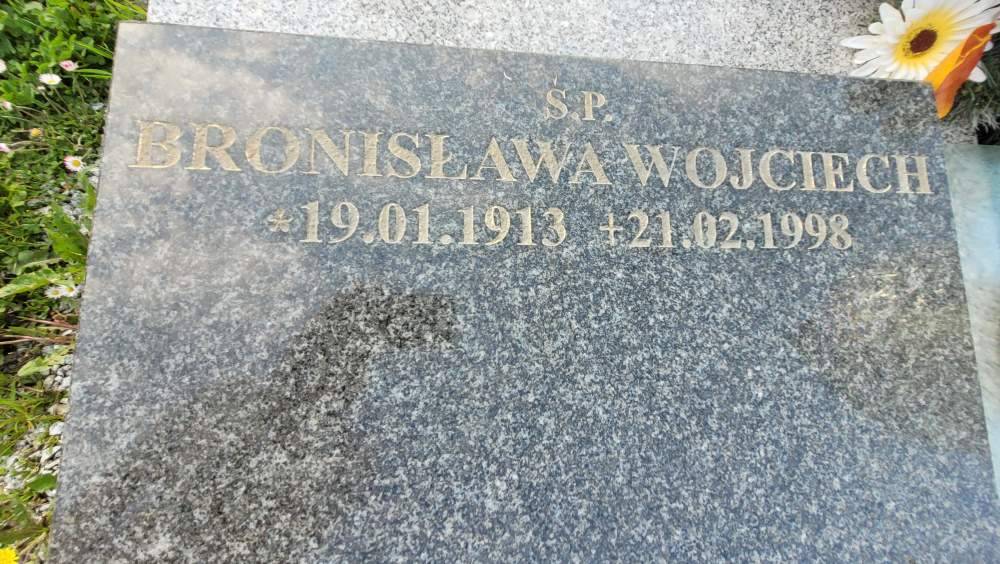 Ś.P.
BRONISŁAWA WOJCIECH
*19.01.1913 +21.02.1998